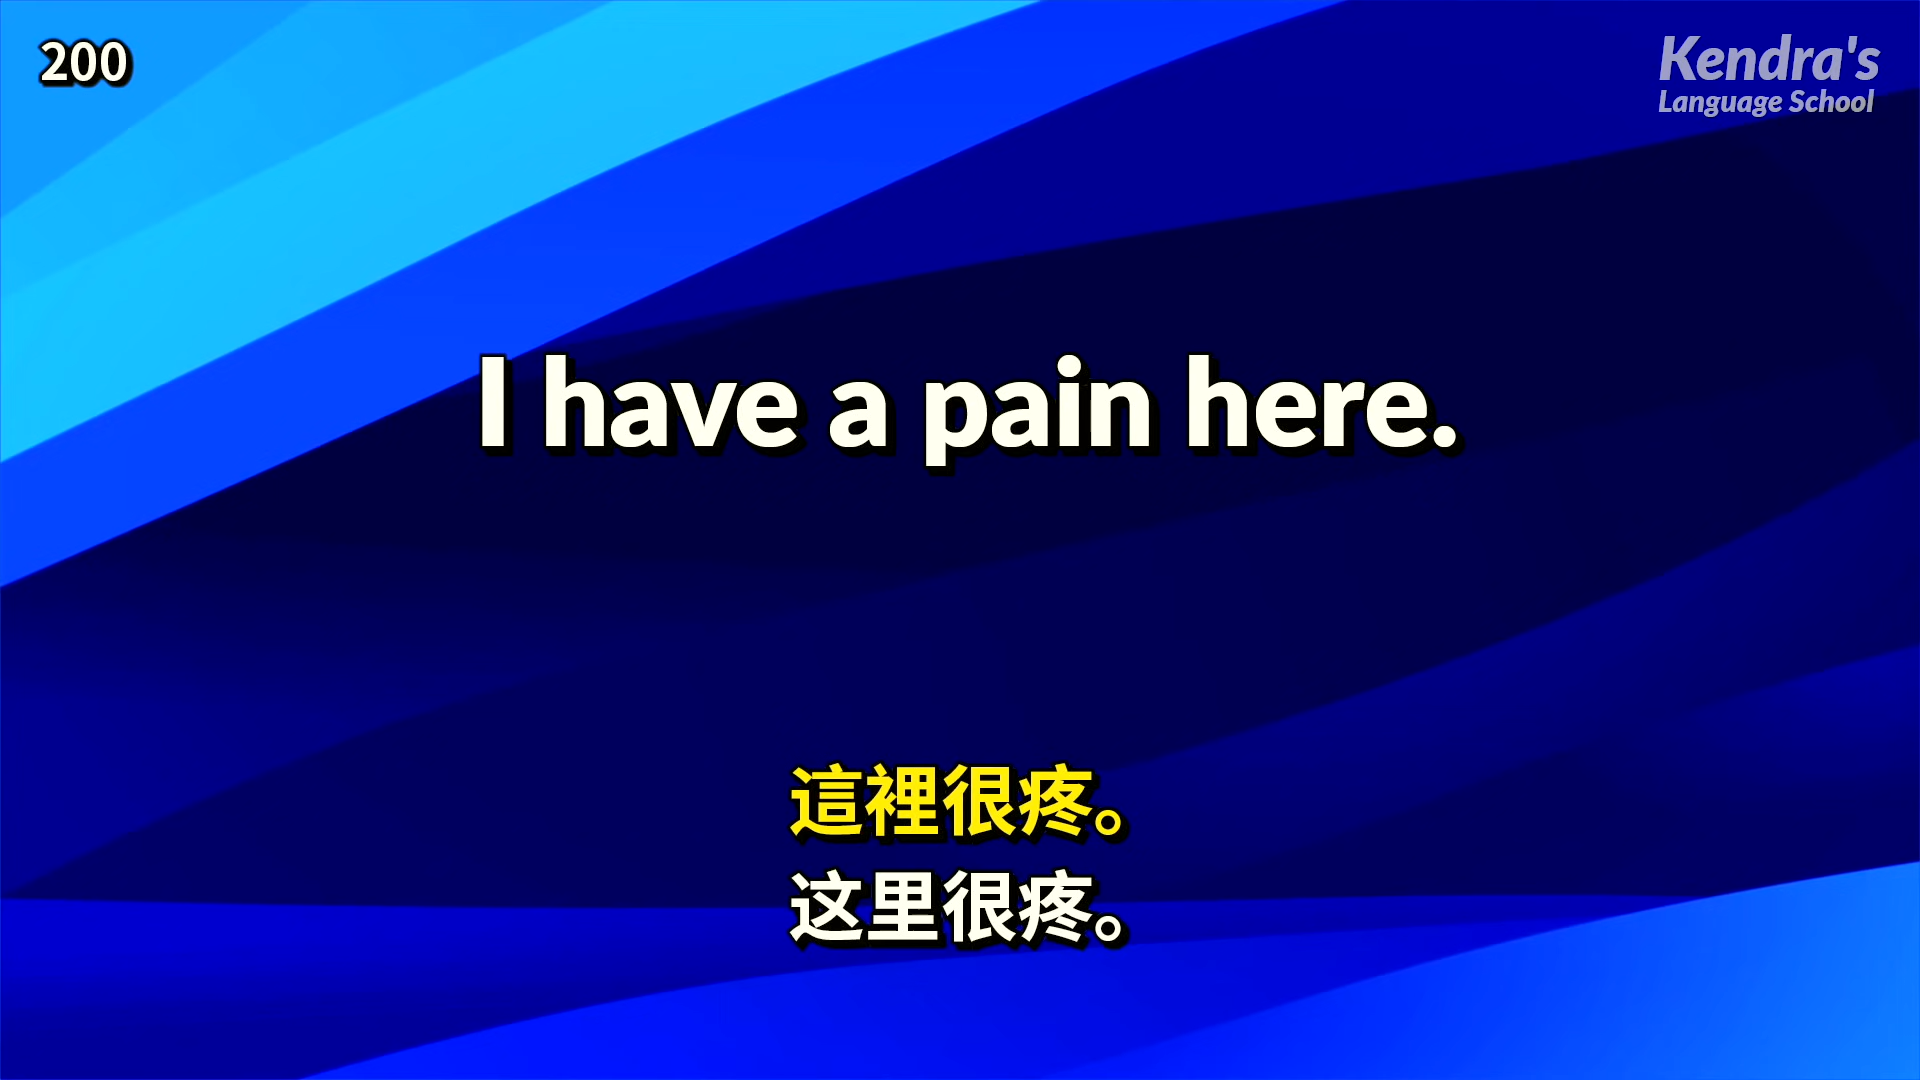 200
Kendra's
Language School
I have a pain here.
這裡很疼。
这里很疼。